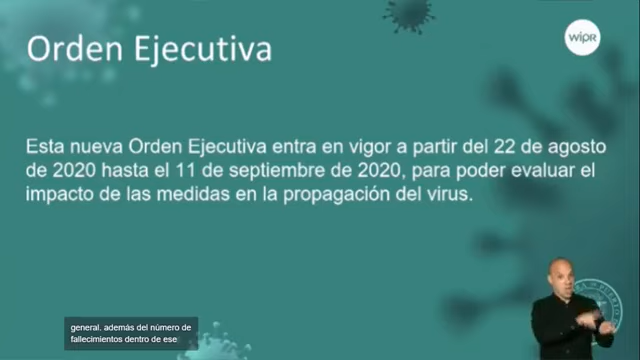 Orden Ejecutiva
wipr
Esta nueva Orden Ejecutiva entra en vigor a partir del 22 de agosto
de 2020 hasta el 11 de septiembre de 2020, para poder evaluar el
impacto de las medidas en la propagación del virus.
general, además del número de
fallecimientos dentro de ese